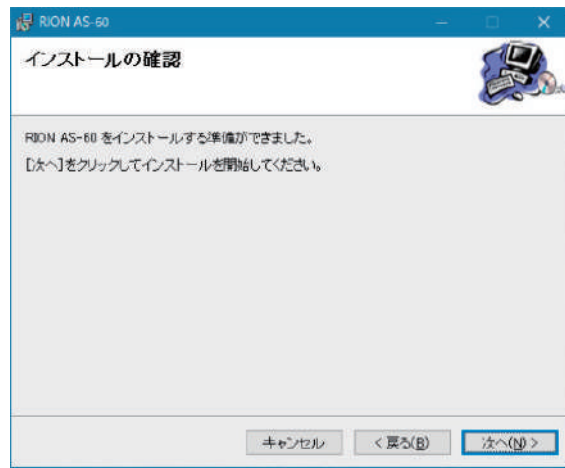 RION AS-60
インストールの確認
RION AS-60 をインストールする準備ができました。
[次へ]をクリックしてインストールを開始してください。
キャンセル
< 戻る(B)
次へ(N) >